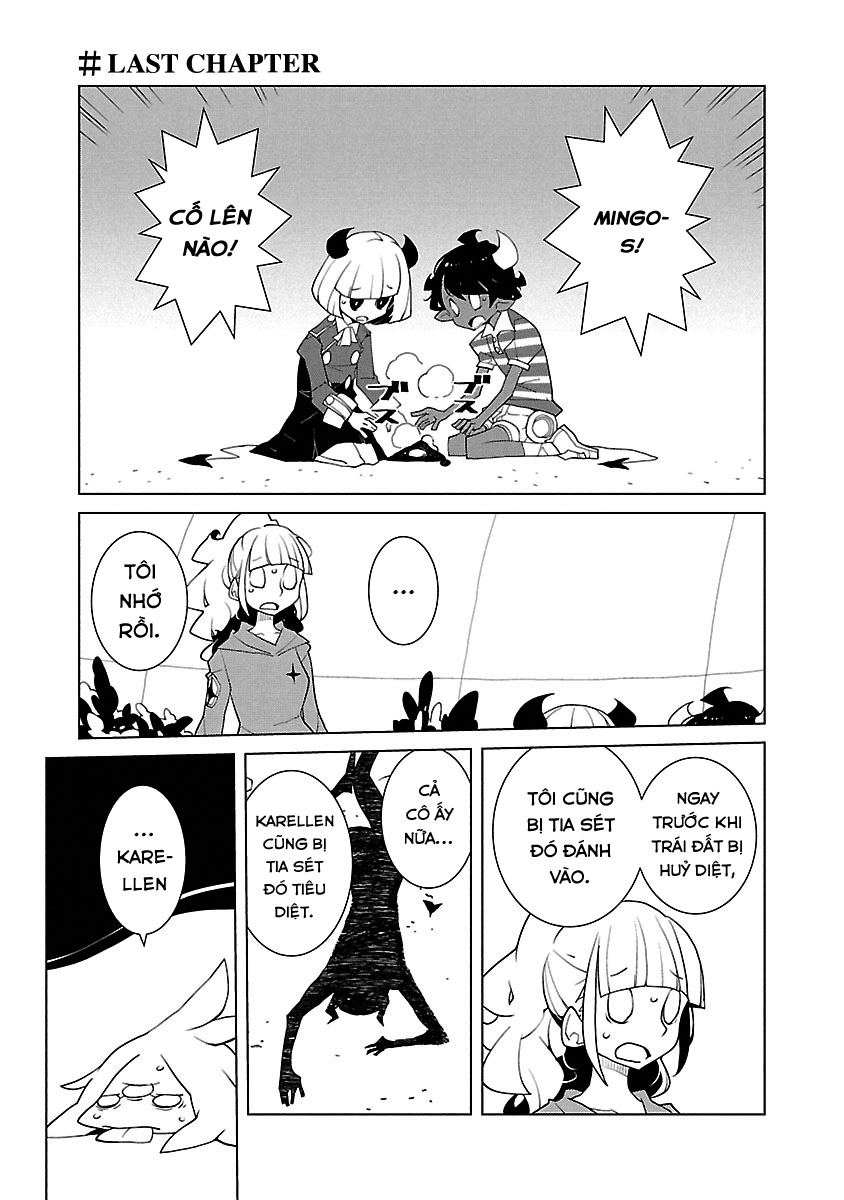 # LAST CHAPTER
MINGO-
S!
CỐ LÊN
NÀO!
ブス
ブス
...
TÔI
NHỚ
RỒI.
NGAY
TRƯỚC KHI
TRÁI ĐẤT BỊ
HUỶ DIỆT,
TÔI CŨNG
BỊ TIA SÉT
ĐÓ ĐÁNH
VÀO.
CẢ
CÔ ẤY
NỮA...
KARELLEN
CŨNG BỊ
TIA SÉT
ĐÓ TIÊU
DIỆT.
...
KARE-
LLEN